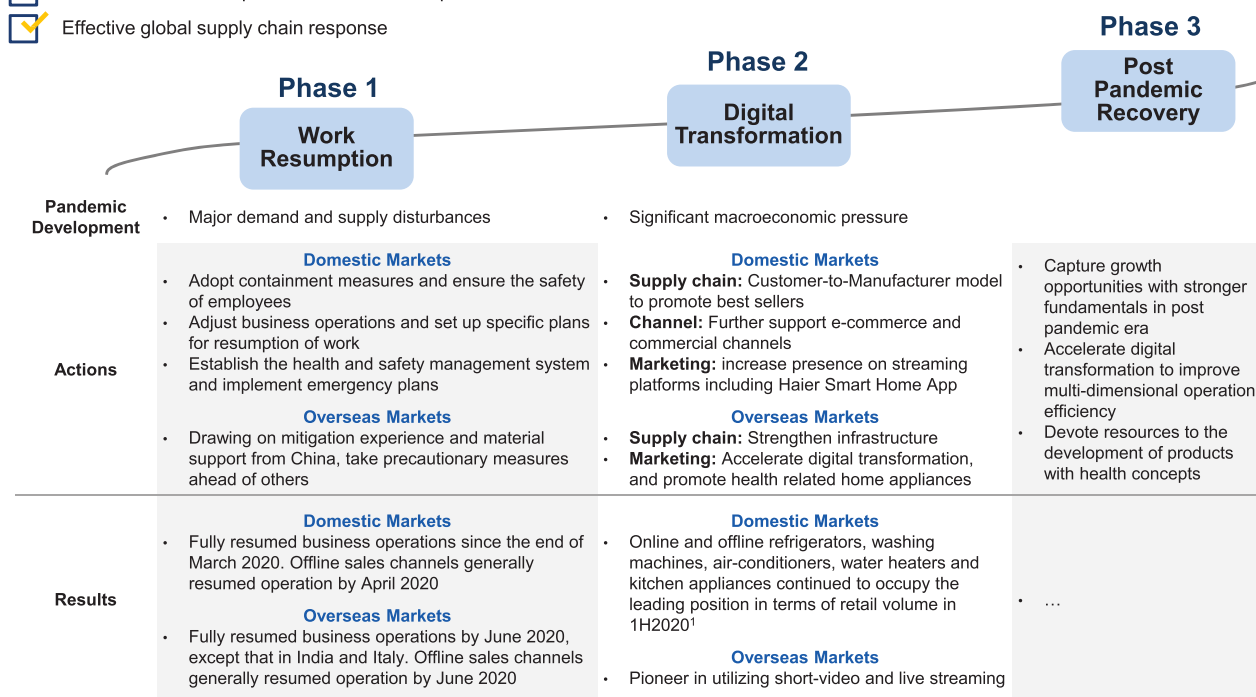 Effective global supply chain response
Phase 1
Work
Resumption
Phase 2
Digital
Transformation
Phase 3
Post
Pandemic
Recovery
Pandemic
Development
• Major demand and supply disturbances
• Significant macroeconomic pressure
Actions
Domestic Markets
• Adopt containment measures and ensure the safety
of employees
• Adjust business operations and set up specific plans
for resumption of work
• Establish the health and safety management system
and implement emergency plans
Overseas Markets
• Drawing on mitigation experience and material
support from China, take precautionary measures
ahead of others
Domestic Markets
• Supply chain: Customer-to-Manufacturer model
to promote best sellers
• Channel: Further support e-commerce and
commercial channels
• Marketing: increase presence on streaming
platforms including Haier Smart Home App
Overseas Markets
• Supply chain: Strengthen infrastructure
• Marketing: Accelerate digital transformation,
and promote health related home appliances
• Capture growth
opportunities with stronger
fundamentals in post
pandemic era
• Accelerate digital
transformation to improve
multi-dimensional operation
efficiency
• Devote resources to the
development of products
with health concepts
Results
Domestic Markets
• Fully resumed business operations since the end of
March 2020. Offline sales channels generally
resumed operation by April 2020
Overseas Markets
• Fully resumed business operations by June 2020,
except that in India and Italy. Offline sales channels
generally resumed operation by June 2020
Domestic Markets
• Online and offline refrigerators, washing
machines, air-conditioners, water heaters and
kitchen appliances continued to occupy the
leading position in terms of retail volume in
1H2020¹
Overseas Markets
• Pioneer in utilizing short-video and live streaming
• …